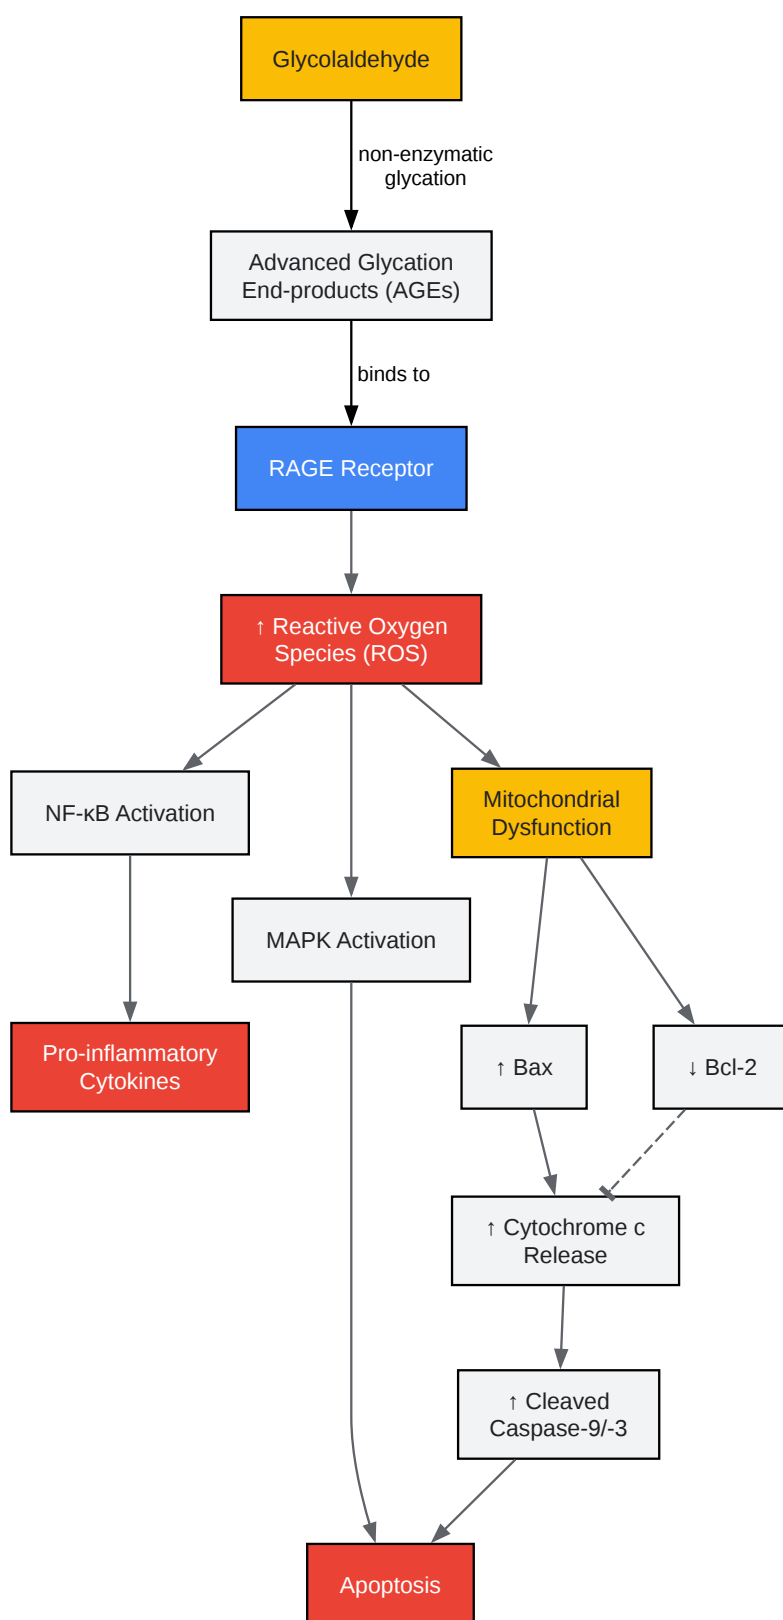 Glycolaldehyde
non-enzymatic
glycation
Advanced Glycation
End-products (AGEs)
binds to
RAGE Receptor
↑ Reactive Oxygen
Species (ROS)
NF-κB Activation
Mitochondrial
Dysfunction
MAPK Activation
Pro-inflammatory
Cytokines
↑ Bax
↓ Bcl-2
↑ Cytochrome c
Release
↑ Cleaved
Caspase-9/-3
Apoptosis